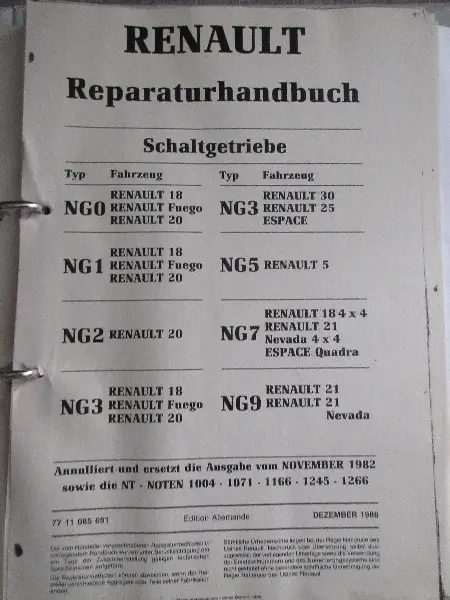 RENAULT
Reparaturhandbuch
Schaltgetriebe
Typ Fahrzeug
NG0 RENAULT 18
RENAULT Fuego
RENAULT 20
NG1 RENAULT 18
RENAULT Fuego
RENAULT 20
NG2 RENAULT 20
NG3 RENAULT 18
RENAULT Fuego
RENAULT 20
Typ Fahrzeug
NG3 RENAULT 30
RENAULT 25
ESPACE
NG5 RENAULT 5
NG7 RENAULT 18 4 x 4
RENAULT 21
Nevada 4 x 4
ESPACE Quadra
NG9 RENAULT 21
RENAULT 21
Nevada
Annulliert und ersetzt die Ausgabe vom NOVEMBER 1982
sowie die NT - NOTEN 1004 - 1071 - 1166 - 1245 - 1266
77 11 085 691 Edition Allemande DEZEMBER 1986